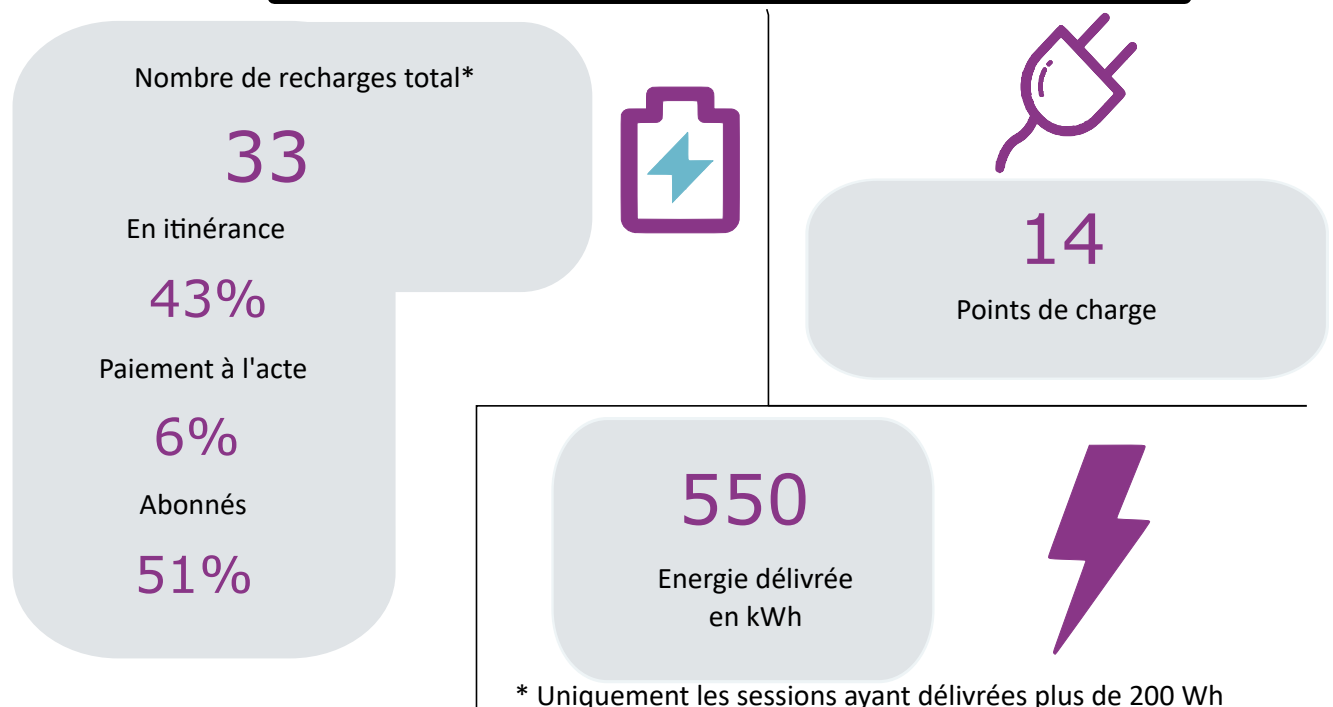 Nombre de recharges total*
33
En itinérance
43%
Paiement à l'acte
6%
Abonnés
51%
14
Points de charge
550
Energie délivrée
en kWh
* Uniquement les sessions ayant délivrées plus de 200 Wh